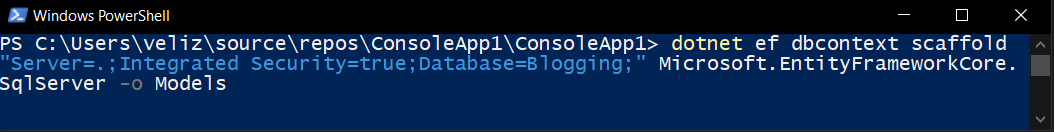 Windows PowerShell
PS C:\Users\veliz\source\repos\ConsoleApp1\ConsoleApp1> dotnet ef dbcontext scaffold
"Server=.;Integrated Security=true;Database=Blogging;" Microsoft.EntityFrameworkCore.
SqlServer -o Models